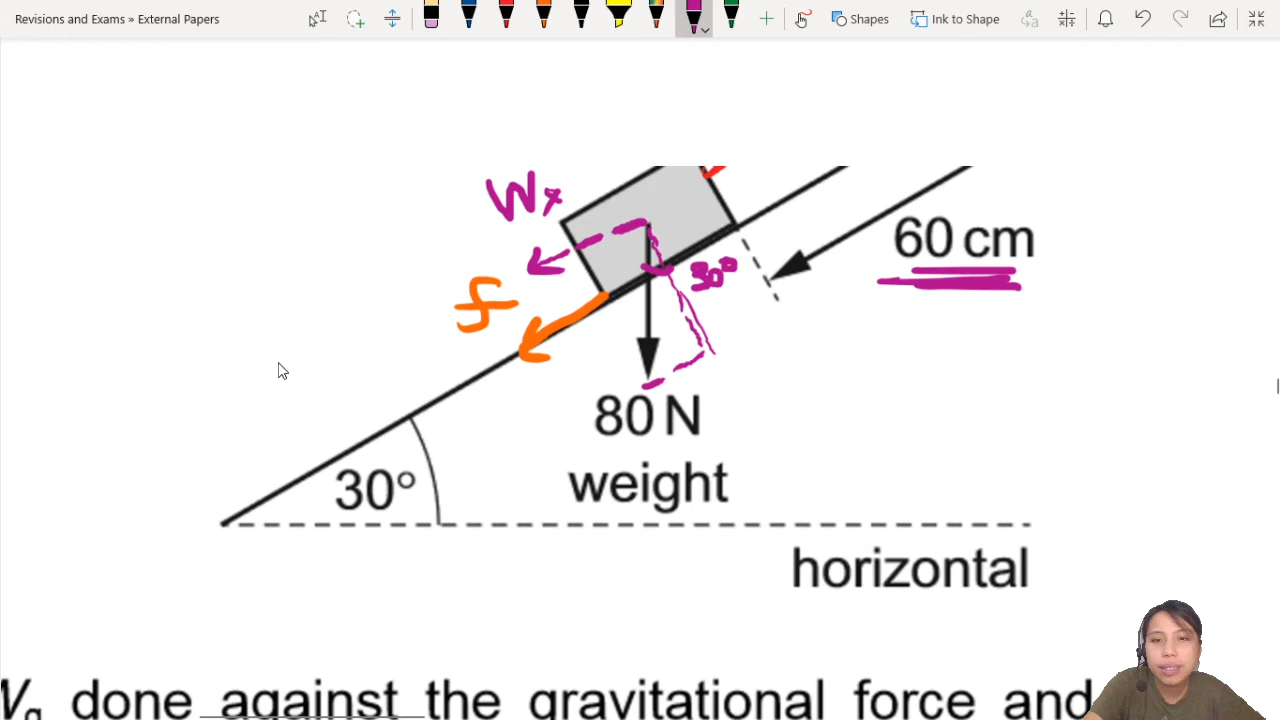 Revisions and Exams » External Papers
Shapes
Ink to Shape
Wx
60 cm
30°
f
80 N
30°
weight
horizontal
done against the gravitational force and